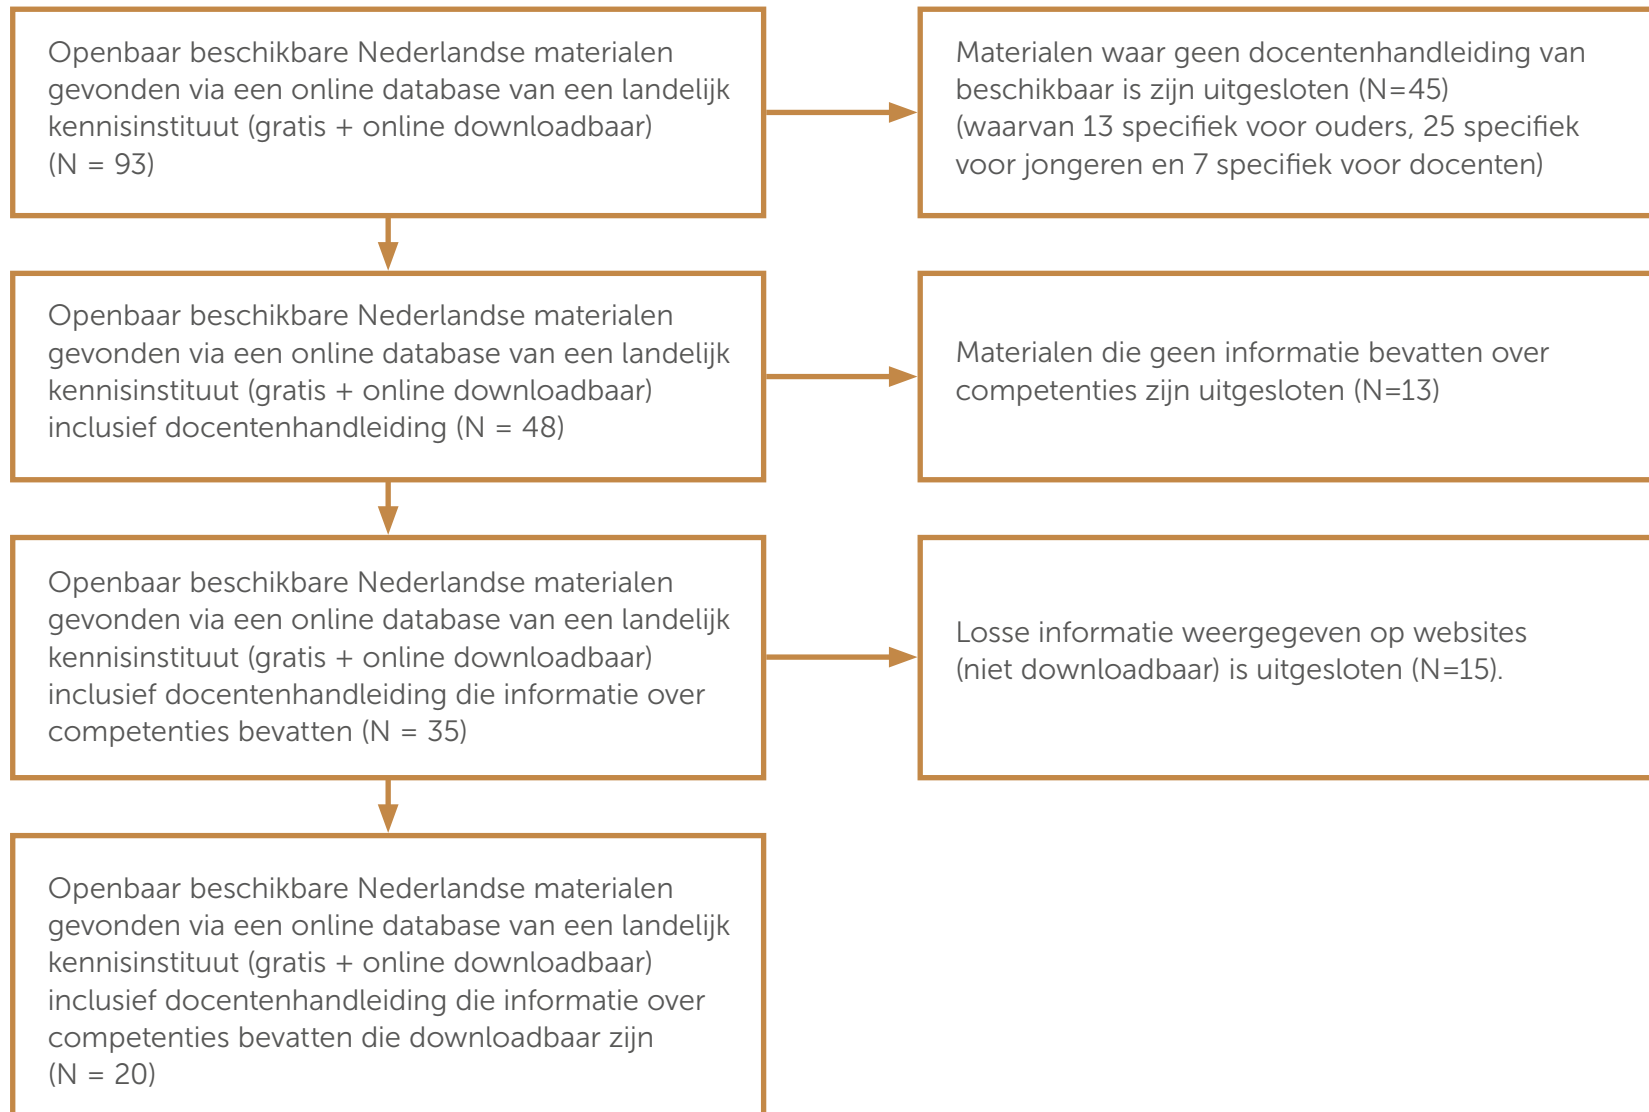 Openbaar beschikbare Nederlandse materialen
gevonden via een online database van een landelijk
kennisinstituut (gratis + online downloadbaar)
(N = 93)
Materialen waar geen docentenhandleiding van
beschikbaar is zijn uitgesloten (N=45)
(waarvan 13 specifiek voor ouders, 25 specifiek
voor jongeren en 7 specifiek voor docenten)
Openbaar beschikbare Nederlandse materialen
gevonden via een online database van een landelijk
kennisinstituut (gratis + online downloadbaar)
inclusief docentenhandleiding (N = 48)
Materialen die geen informatie bevatten over
competenties zijn uitgesloten (N=13)
Openbaar beschikbare Nederlandse materialen
gevonden via een online database van een landelijk
kennisinstituut (gratis + online downloadbaar)
inclusief docentenhandleiding die informatie over
competenties bevatten (N = 35)
Losse informatie weergegeven op websites
(niet downloadbaar) is uitgesloten (N=15).
Openbaar beschikbare Nederlandse materialen
gevonden via een online database van een landelijk
kennisinstituut (gratis + online downloadbaar)
inclusief docentenhandleiding die informatie over
competenties bevatten die downloadbaar zijn
(N = 20)